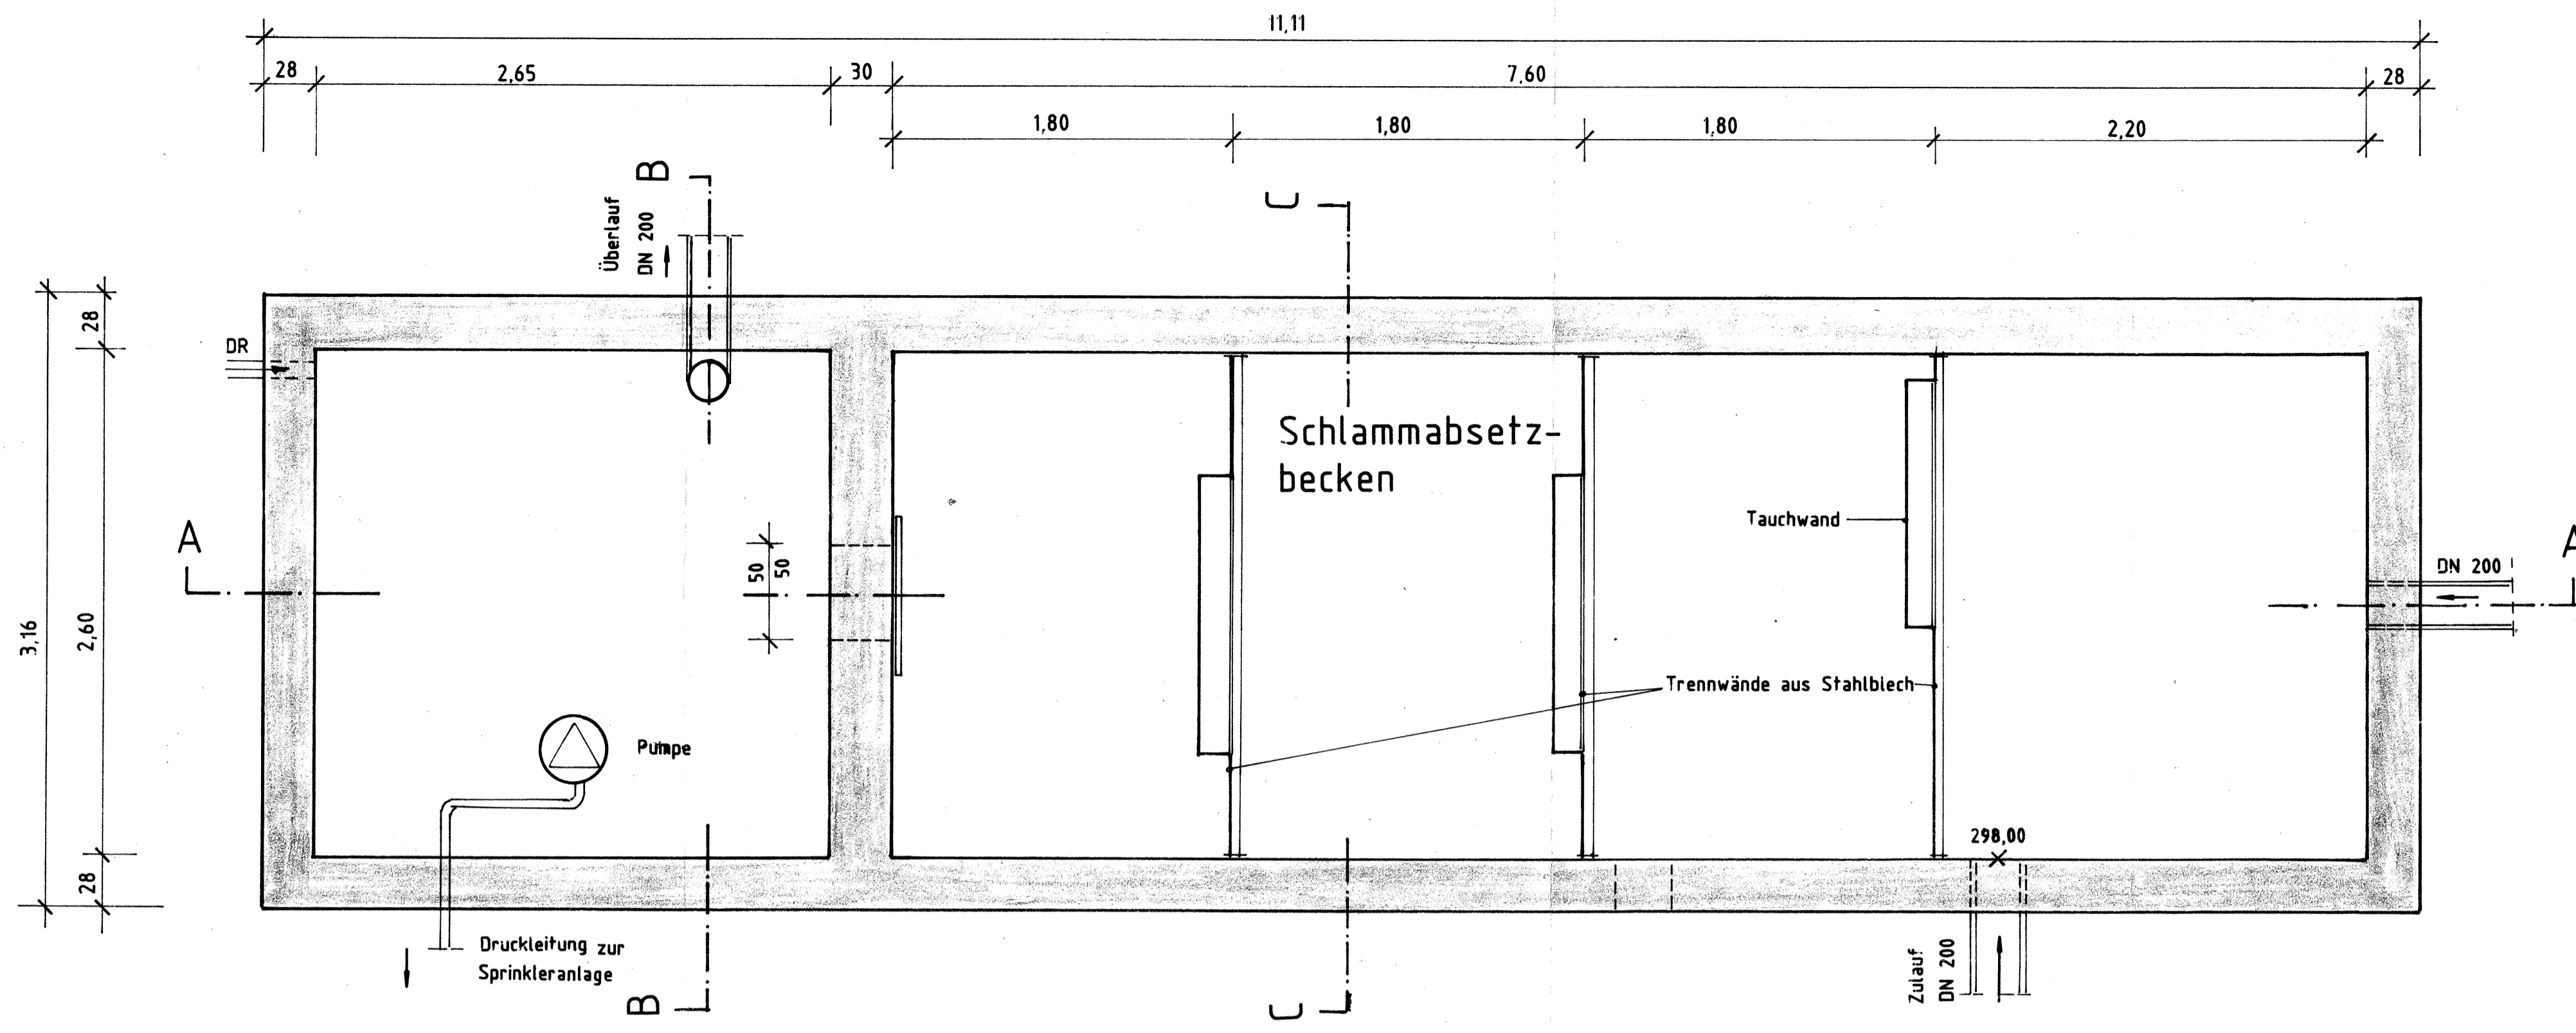 11,11
28
2,65
30
7,60
28
1,80
1,80
1,80
2,20
B
Überlauf
DN 200
C
28
DR
Schlammabsetz-
becken
A
Tauchwand
50
50
DN 200
A
3,16
2,60
Trennwände aus Stahlblech
Pumpe
298,00
28
Druckleitung zur
Sprinkleranlage
B
C
Zulauf
DN 200